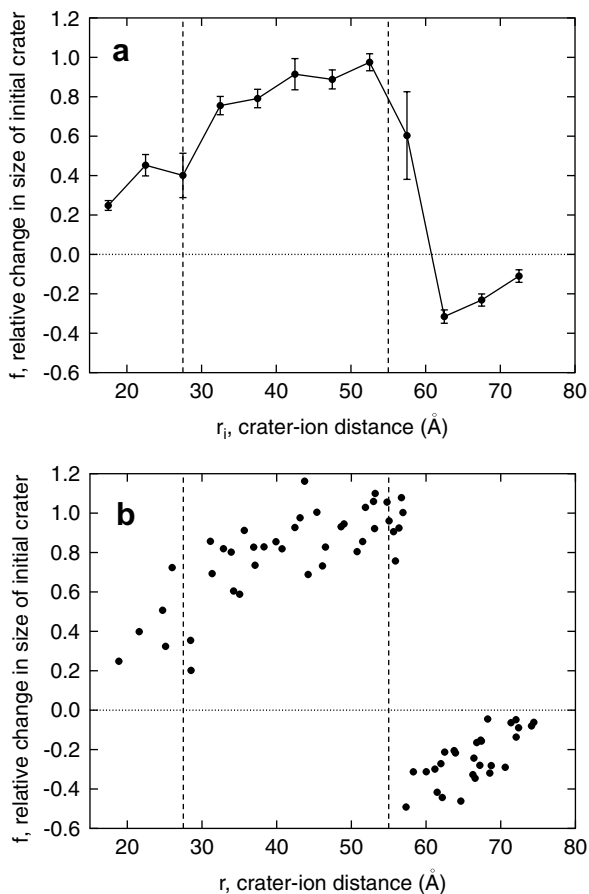 a
f, relative change in size of initial crater
1.2
1.0
0.8
0.6
0.4
0.2
0.0
-0.2
-0.4
-0.6
20 30 40 50 60 70 80
rᵢ, crater-ion distance (Å)
b
f, relative change in size of initial crater
1.2
1.0
0.8
0.6
0.4
0.2
0.0
-0.2
-0.4
-0.6
-0.8
20 30 40 50 60 70 80
r, crater-ion distance (Å)